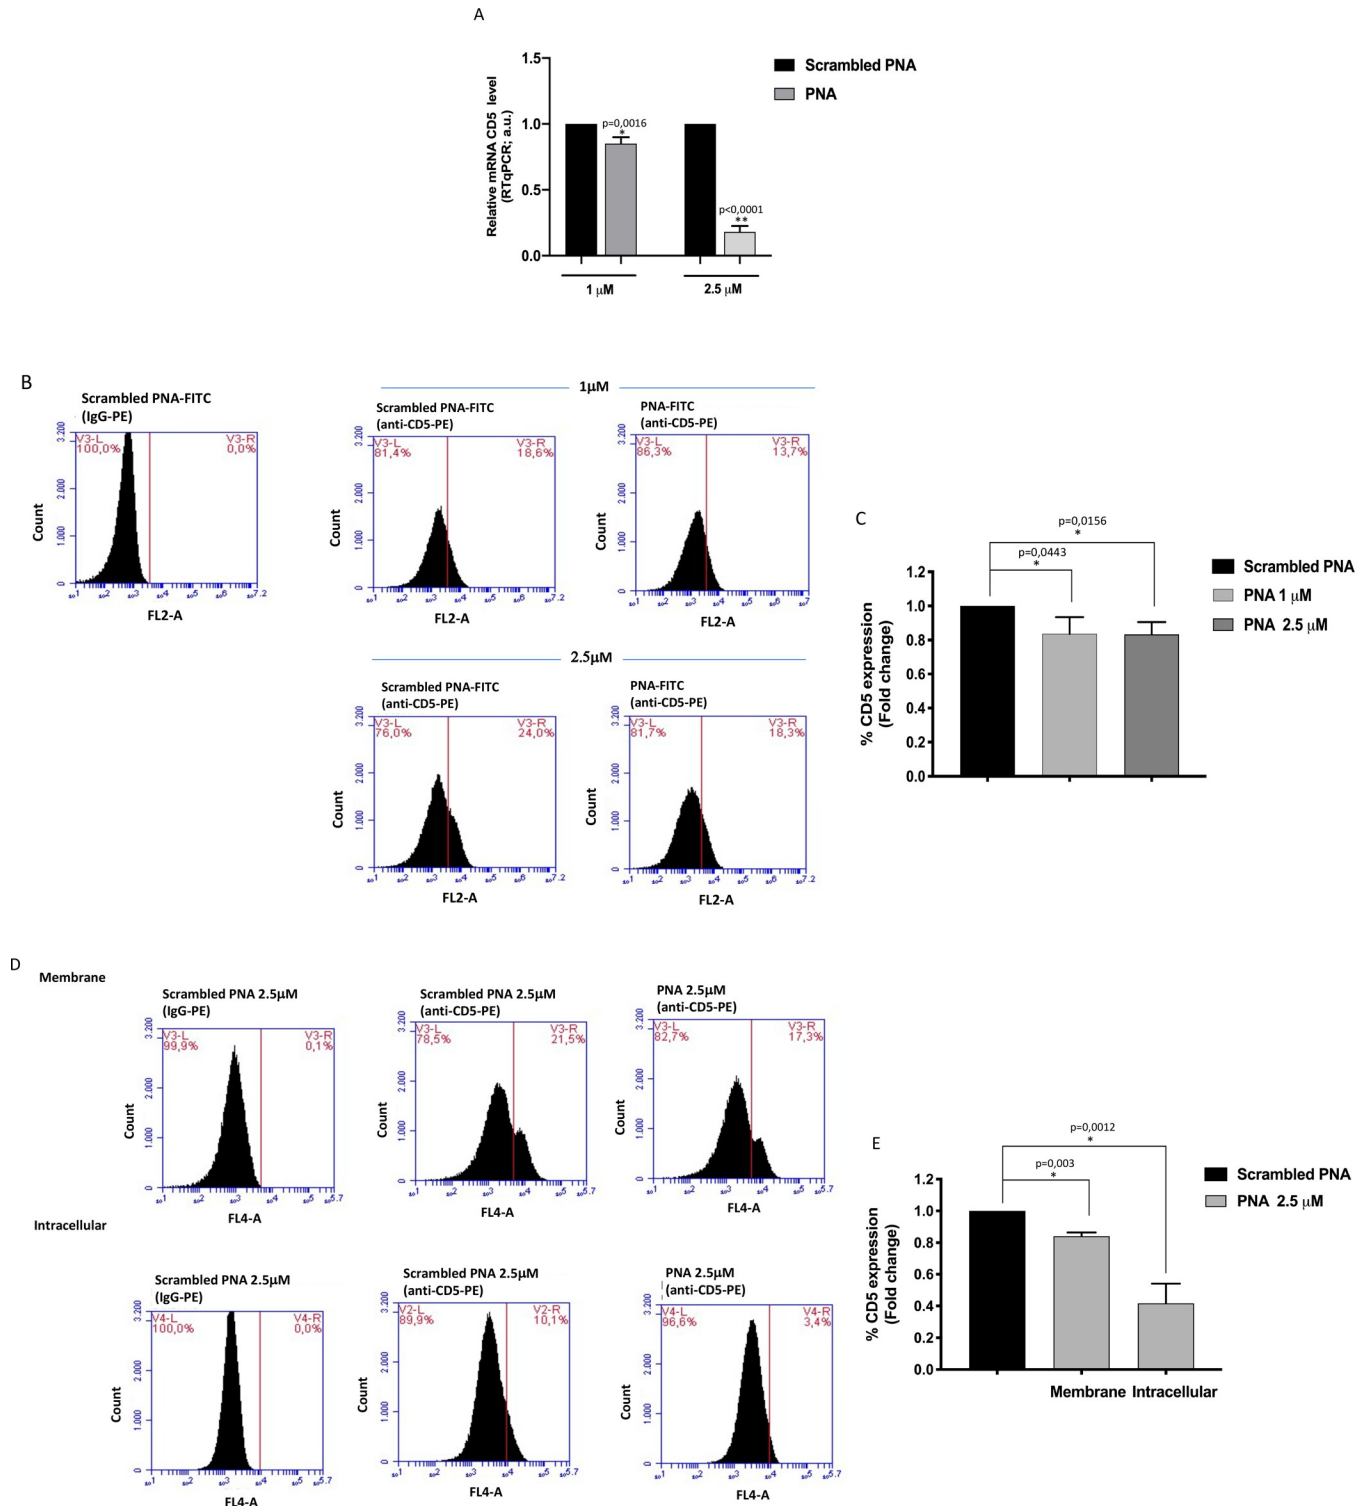 A
Relative mRNA CD5 level
(RTqPCR; a.u.)
1.5
1.0
0.5
0.0
p=0,0016
*
p<0,0001
**
1 μM
2.5 μM
Scrambled PNA
PNA
B
Scrambled PNA-FITC
(IgG-PE)
V3-L
100,0%
V3-R
0,0%
Count
FL2-A
1μM
Scrambled PNA-FITC
(anti-CD5-PE)
V3-L
81,4%
V3-R
18,6%
Count
FL2-A
PNA-FITC
(anti-CD5-PE)
V3-L
86,3%
V3-R
13,7%
Count
FL2-A
2.5μM
Scrambled PNA-FITC
(anti-CD5-PE)
V3-L
76,0%
V3-R
24,0%
Count
FL2-A
PNA-FITC
(anti-CD5-PE)
V3-L
81,7%
V3-R
18,3%
Count
FL2-A
C
p=0,0156
*
p=0,0443
*
% CD5 expression
(Fold change)
1.2
1.0
0.8
0.6
0.4
0.2
0.0
Scrambled PNA
PNA 1 μM
PNA 2.5 μM
D
Membrane
Scrambled PNA 2.5μM
(IgG-PE)
V3-L
99,9%
V3-R
0,1%
Count
FL4-A
Scrambled PNA 2.5μM
(anti-CD5-PE)
V3-L
78,5%
V3-R
21,5%
Count
FL4-A
PNA 2.5μM
(anti-CD5-PE)
V3-L
82,7%
V3-R
17,3%
Count
FL4-A
Intracellular
Scrambled PNA 2.5μM
(IgG-PE)
V4-L
100,0%
V4-R
0,0%
Count
FL4-A
Scrambled PNA 2.5μM
(anti-CD5-PE)
V2-L
89,9%
V2-R
10,1%
Count
FL4-A
PNA 2.5μM
(anti-CD5-PE)
V4-L
96,6%
V4-R
3,4%
Count
FL4-A
E
p=0,0012
*
p=0,003
*
% CD5 expression
(Fold change)
1.2
1.0
0.8
0.6
0.4
0.2
0.0
Membrane Intracellular
Scrambled PNA
PNA 2.5 μM